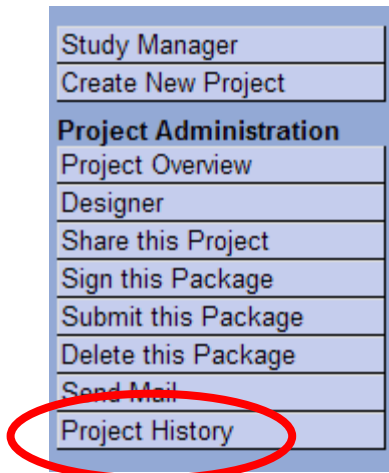 Study Manager
Create New Project
Project Administration
Project Overview
Designer
Share this Project
Sign this Package
Submit this Package
Delete this Package
Send Mail
Project History